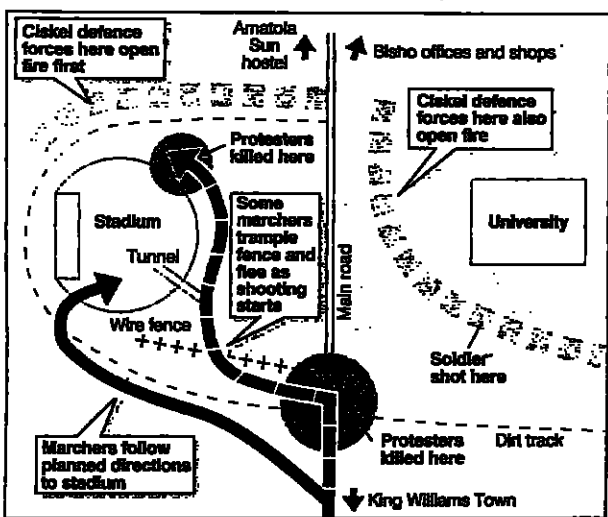 Ciskei defence
forces here open
fire first
Amatola
Sun
hostel
Bisho offices and shops
Protesters
killed here
Ciskei defence
forces here also
open fire
Stadium
Some
marchers
trample
fence and
flee as
shooting
starts
University
Tunnel
Main road
Wire fence
Soldier
shot here
Marchers follow
planned directions
to stadium
Protesters
killed here
Dirt track
King Williams Town